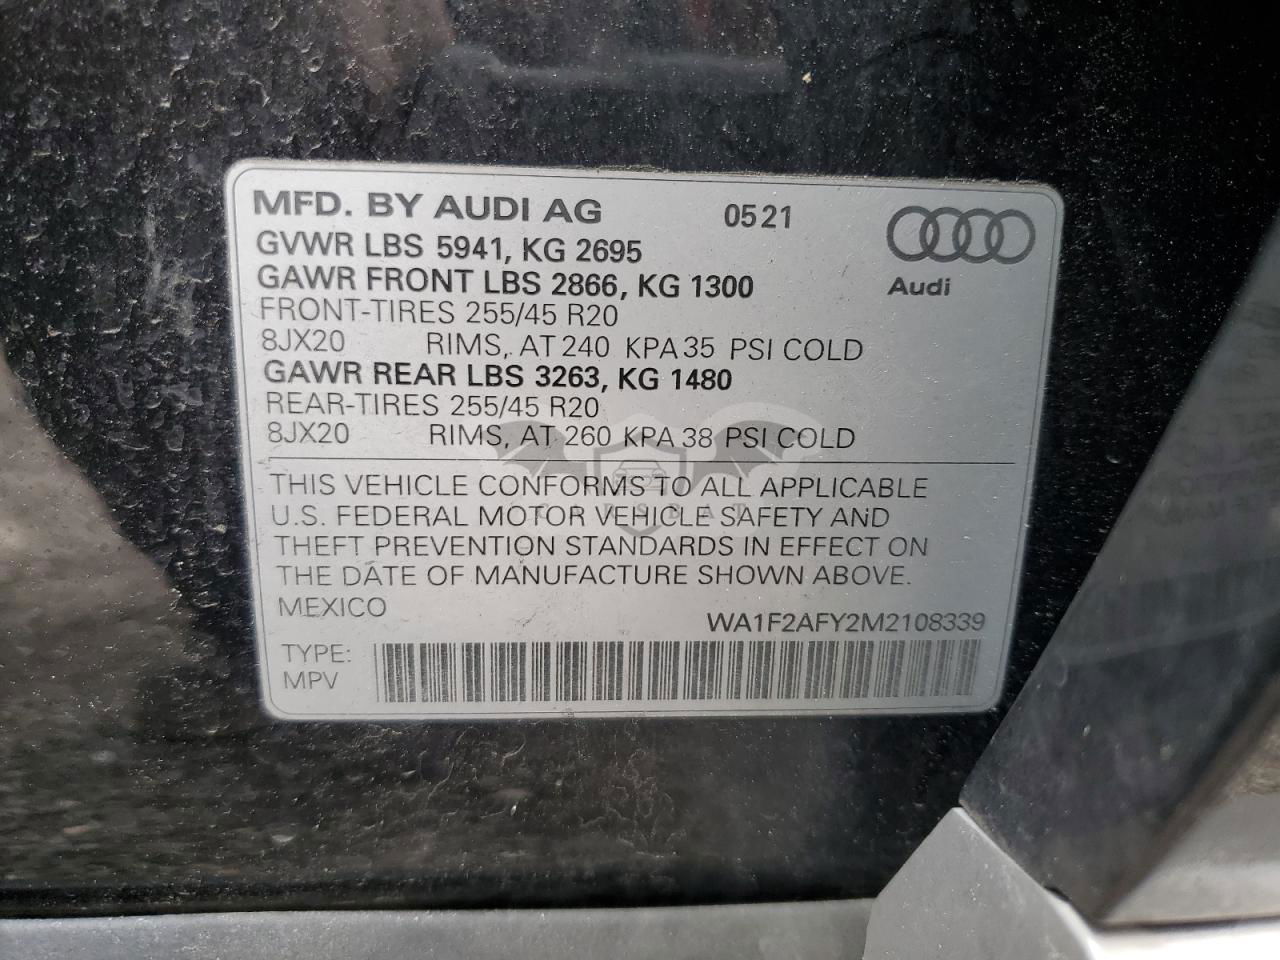 MFD. BY AUDI AG 0521
Audi
GVWR LBS 5941, KG 2695
GAWR FRONT LBS 2866, KG 1300
FRONT-TIRES 255/45 R20
8JX20 RIMS, AT 240 KPA 35 PSI COLD
GAWR REAR LBS 3263, KG 1480
REAR-TIRES 255/45 R20
8JX20 RIMS, AT 260 KPA 38 PSI COLD
THIS VEHICLE CONFORMS TO ALL APPLICABLE
U.S. FEDERAL MOTOR VEHICLE SAFETY AND
THEFT PREVENTION STANDARDS IN EFFECT ON
THE DATE OF MANUFACTURE SHOWN ABOVE.
MEXICO WA1F2AFY2M2108339
TYPE:
MPV
CARSBAT